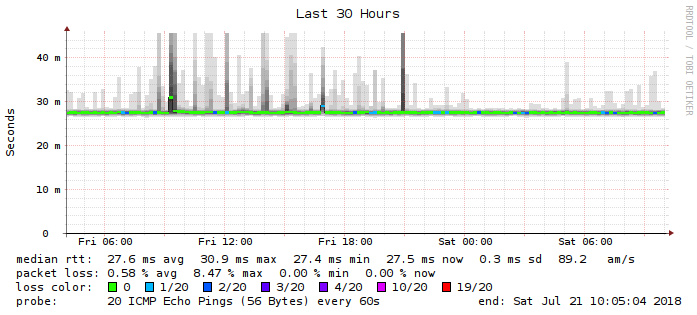 Last 30 Hours
RRDTOOL / TOBI OETIKER
Seconds
40 m
30 m
20 m
10 m
0
Fri 06:00 Fri 12:00 Fri 18:00 Sat 00:00 Sat 06:00
median rtt: 27.6 ms avg 30.9 ms max 27.4 ms min 27.5 ms now 0.3 ms sd 89.2 am/s
packet loss: 0.58 % avg 8.47 % max 0.00 % min 0.00 % now
loss color: 0 1/20 2/20 3/20 4/20 10/20 19/20
probe: 20 ICMP Echo Pings (56 Bytes) every 60s end: Sat Jul 21 10:05:04 2018